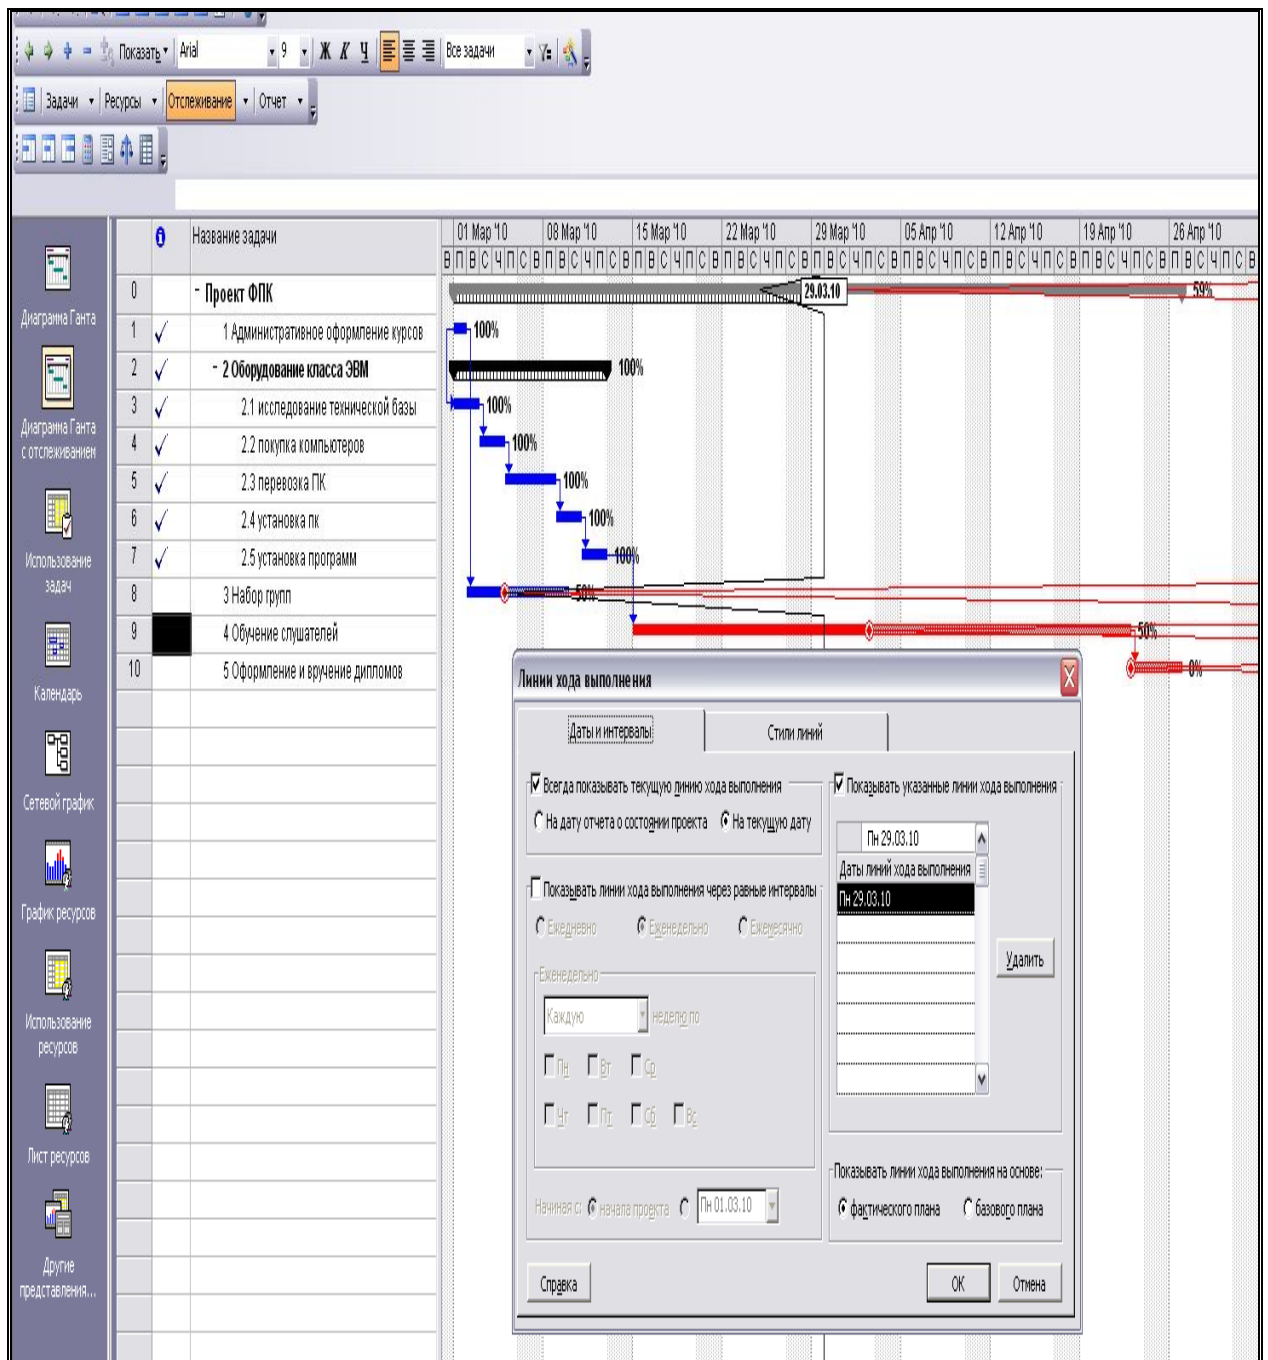 Показать Arial 9 Ж К Ч Все задачи
Задачи Ресурсы Отслеживание Отчет
Название задачи
01 Мар '10 08 Мар '10 15 Мар '10 22 Мар '10 29 Мар '10 05 Апр '10 12 Апр '10 19 Апр '10 26 Апр '10
В П В С Ч П С В П В С Ч П С В П В С Ч П С В П В С Ч П С В П В С Ч П С В П В С Ч П С В П В С Ч П С В П В С Ч П С В П В С Ч П С В
0 - Проект ФПК 29.03.10 59%
1 1 Административное оформление курсов 100%
2 - 2 Оборудование класса ЭВМ 100%
3 2.1 исследование технической базы 100%
4 2.2 покупка компьютеров 100%
5 2.3 перевозка ПК 100%
6 2.4 установка пк 100%
7 2.5 установка программ 100%
8 3 Набор групп 50%
9 4 Обучение слушателей 50%
10 5 Оформление и вручение дипломов 0%
Диаграмма Ганта
Диаграмма Ганта
с отслеживанием
Использование
задач
Календарь
Сетевой график
График ресурсов
Использование
ресурсов
Лист ресурсов
Другие
представления...
Линии хода выполнения
Даты и интервалы Стили линий
Всегда показывать текущую линию хода выполнения
На дату отчета о состоянии проекта На текущую дату
Показывать линии хода выполнения через равные интервалы
Ежедневно Еженедельно Ежемесячно
Еженедельно
Каждую неделю по
Пн Вт Ср
Чт Пт Сб Вс
Начиная с: начала проекта Пн 01.03.10
Показывать указанные линии хода выполнения
Пн 29.03.10
Даты линий хода выполнения
Пн 29.03.10
Удалить
Показывать линии хода выполнения на основе:
фактического плана базового плана
Справка ОК Отмена